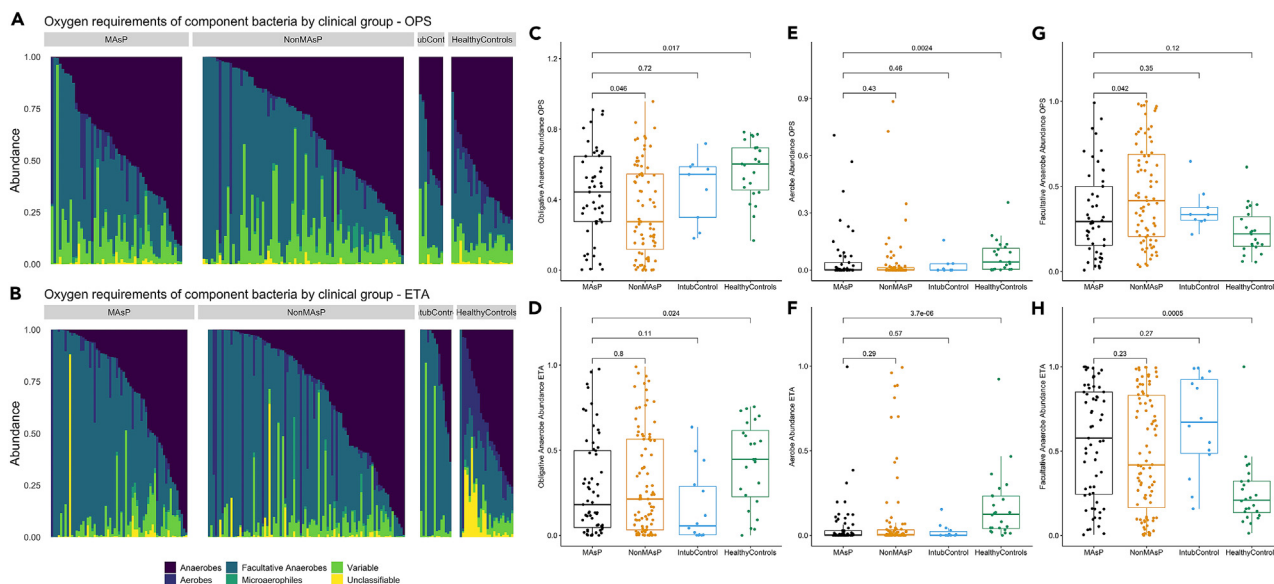 A
Oxygen requirements of component bacteria by clinical group - OPS
MAsP
NonMAsP
tubCont
HealthyControls
1.00
0.75
0.50
0.25
0.00
Abundance
B
Oxygen requirements of component bacteria by clinical group - ETA
MAsP
NonMAsP
tubContr
HealthyControls
1.00
0.75
0.50
0.25
0.00
Abundance
Anaerobes
Facultative Anaerobes
Variable
Aerobes
Microaerophiles
Unclassifiable
C
0.017
0.72
0.046
1.2
0.8
0.4
0.0
Obligative Anaerobe Abundance OPS
MAsP
NonMAsP
IntubControl
HealthyControls
D
0.024
0.11
0.8
1.0
0.5
0.0
Obligative Anaerobe Abundance ETA
MAsP
NonMAsP
IntubControl
HealthyControls
E
0.0024
0.46
0.43
0.9
0.6
0.3
0.0
Aerobe Abundance OPS
MAsP
NonMAsP
IntubControl
HealthyControls
F
3.7e-06
0.57
0.29
1.0
0.5
0.0
Aerobe Abundance ETA
MAsP
NonMAsP
IntubControl
HealthyControls
G
0.12
0.35
0.042
1.0
0.5
0.0
Facultative Anaerobe Abundance OPS
MAsP
NonMAsP
IntubControl
HealthyControls
H
0.0005
0.27
0.23
1.0
0.5
0.0
Facultative Anaerobe Abundance ETA
MAsP
NonMAsP
IntubControl
HealthyControls